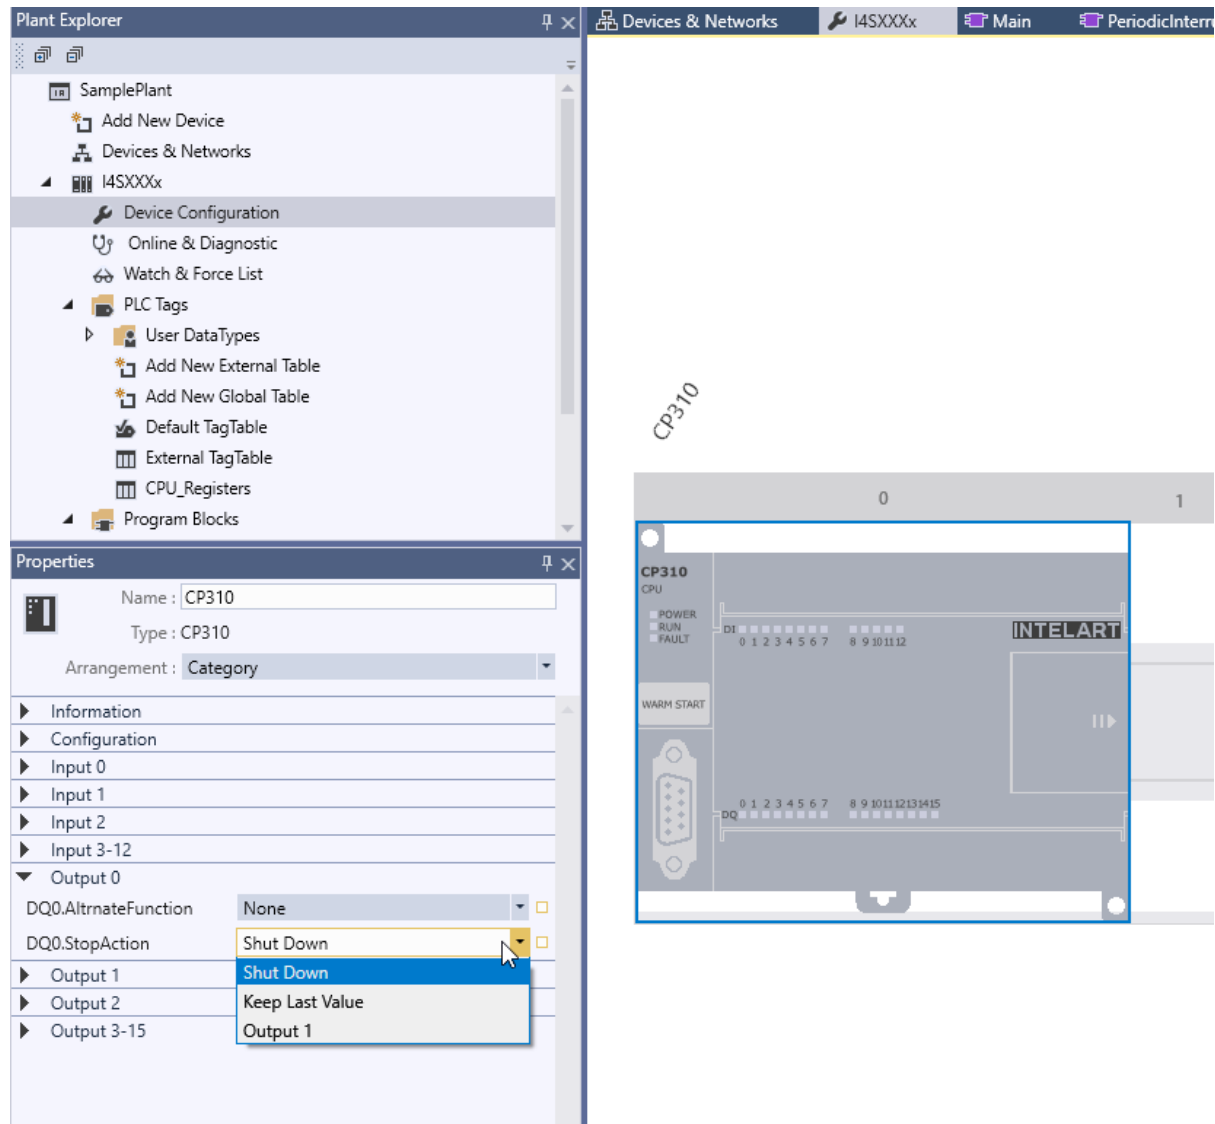 Plant Explorer
SamplePlant
Add New Device
Devices & Networks
I4SXXXx
Device Configuration
Online & Diagnostic
Watch & Force List
PLC Tags
User DataTypes
Add New External Table
Add New Global Table
Default TagTable
External TagTable
CPU_Registers
Program Blocks
Properties
Name : CP310
Type : CP310
Arrangement : Category
Information
Configuration
Input 0
Input 1
Input 2
Input 3-12
Output 0
DQ0.AltrnateFunction None
DQ0.StopAction Shut Down
Shut Down
Keep Last Value
Output 1
Output 1
Output 2
Output 3-15
Devices & Networks I4SXXXx Main PeriodicInterru
CP310
0 1
CP310
CPU
POWER
RUN
FAULT
DI
0 1 2 3 4 5 6 7 8 9 10 11 12
INTELART
WARM START
0 1 2 3 4 5 6 7 8 9 10 11 12 13 14 15
DQ